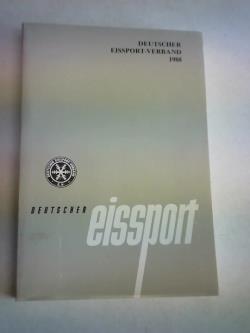 DEUTSCHER
EISSPORT-VERBAND
1988
DEUTSCHER
eissport